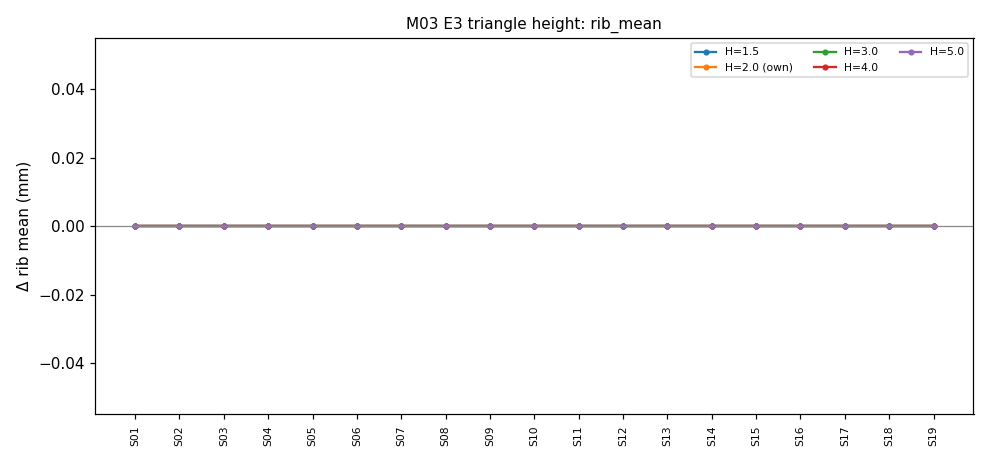 M03 E3 triangle height: rib_mean
H=1.5
H=2.0 (own)
H=3.0
H=4.0
H=5.0
Δ rib mean (mm)
0.04
0.02
0.00
−0.02
−0.04
S01
S02
S03
S04
S05
S06
S07
S08
S09
S10
S11
S12
S13
S14
S15
S16
S17
S18
S19